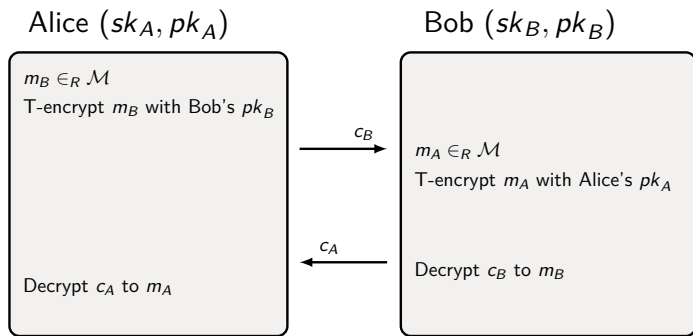 Alice (sk_A, pk_A)
Bob (sk_B, pk_B)
m_B ∈_R ℳ
T-encrypt m_B with Bob's pk_B
c_B
m_A ∈_R ℳ
T-encrypt m_A with Alice's pk_A
c_A
Decrypt c_B to m_B
Decrypt c_A to m_A